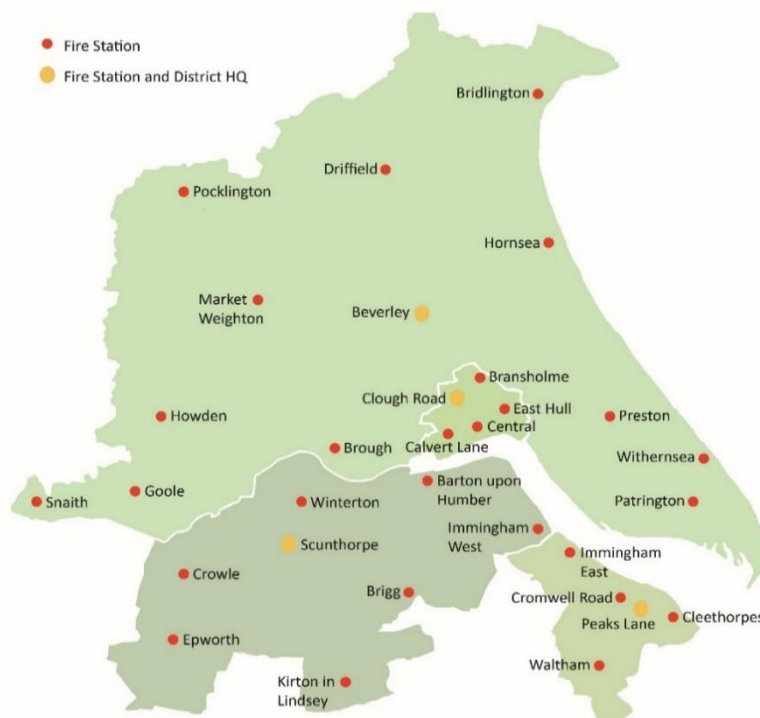 Fire Station
Fire Station and District HQ
Bridlington
Driffield
Pocklington
Hornsea
Market
Weighton
Beverley
Bransholme
Clough Road
East Hull
Howden
Preston
Central
Calvert Lane
Brough
Withernsea
Goole
Snaith
Winterton
Barton upon
Humber
Patrington
Immingham
West
Scunthorpe
Immingham
East
Crowle
Brigg
Cromwell Road
Peaks Lane
Cleethorpes
Epworth
Waltham
Kirton in
Lindsey